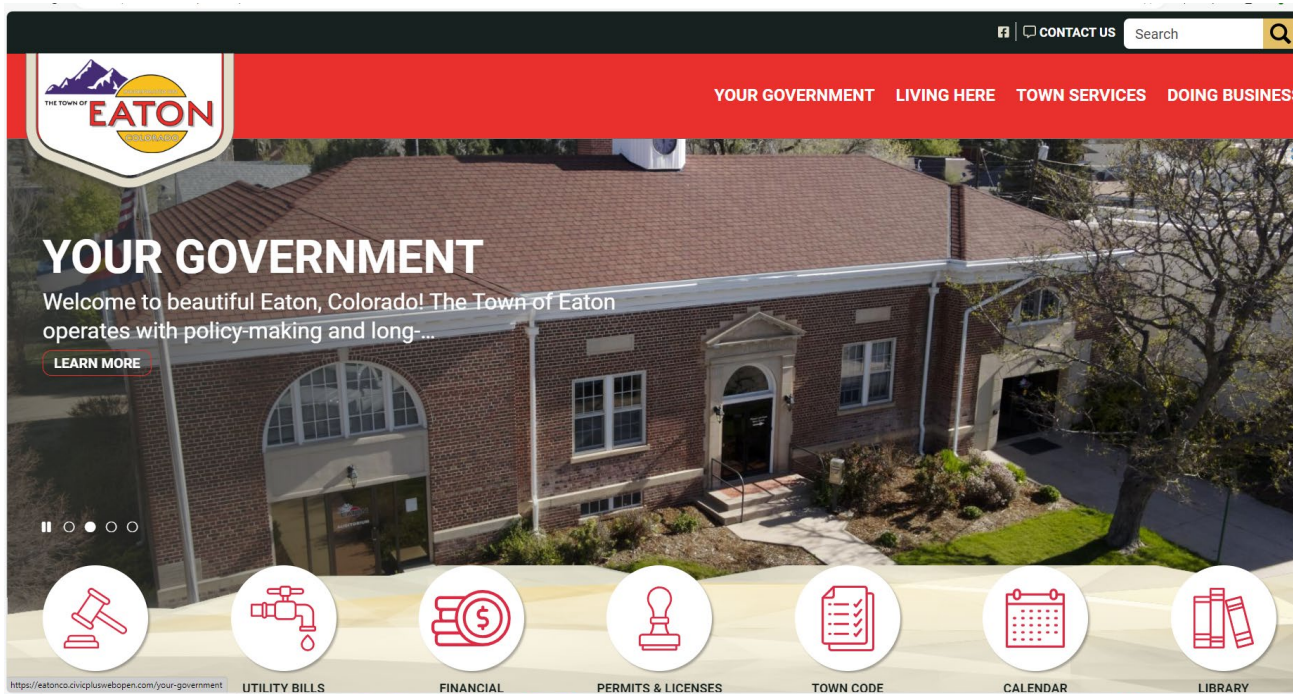 CONTACT US
Search
THE TOWN OF
EATON
COLORADO
YOUR GOVERNMENT
LIVING HERE
TOWN SERVICES
DOING BUSINESS
YOUR GOVERNMENT
Welcome to beautiful Eaton, Colorado! The Town of Eaton
operates with policy-making and long-...
LEARN MORE
UTILITY BILLS
FINANCIAL
PERMITS & LICENSES
TOWN CODE
CALENDAR
LIBRARY
https://eatonco.civicpluswebopen.com/your-government